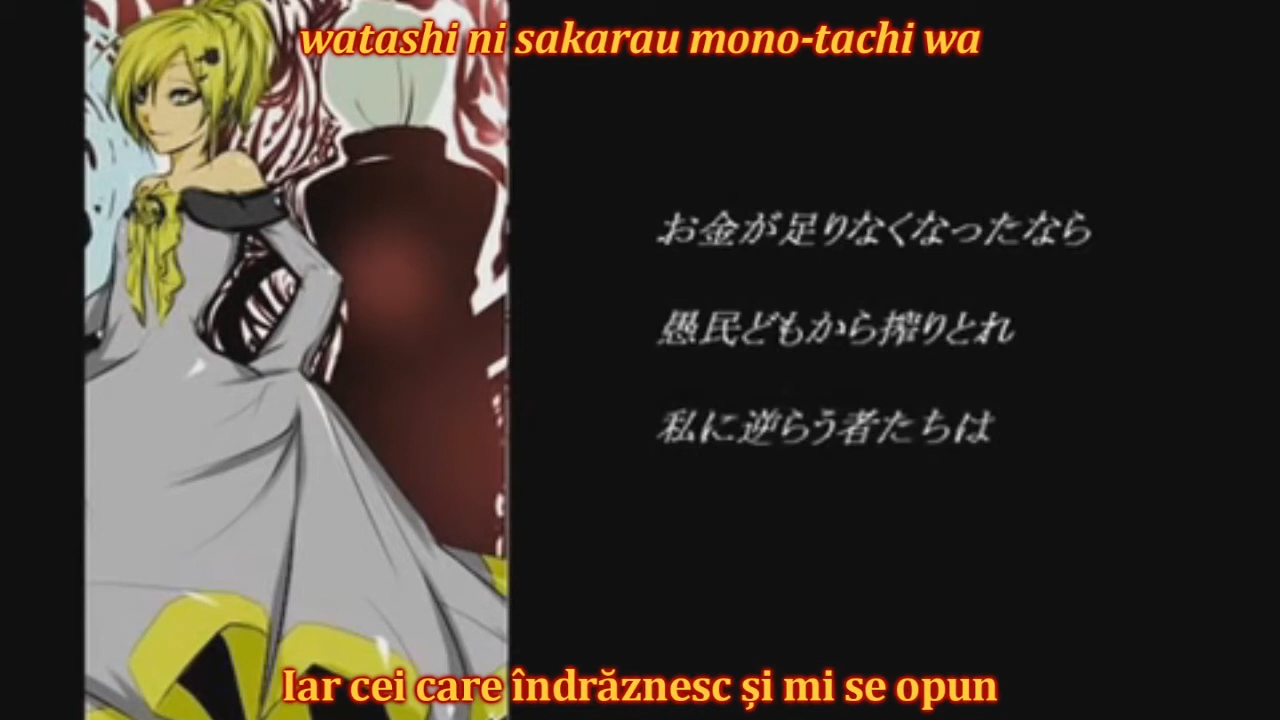 watashi ni sakarau mono-tachi wa
お金が足りなくなったなら
愚民どもから搾りとれ
私に逆らう者たちは
Iar cei care îndrăznesc și mi se opun